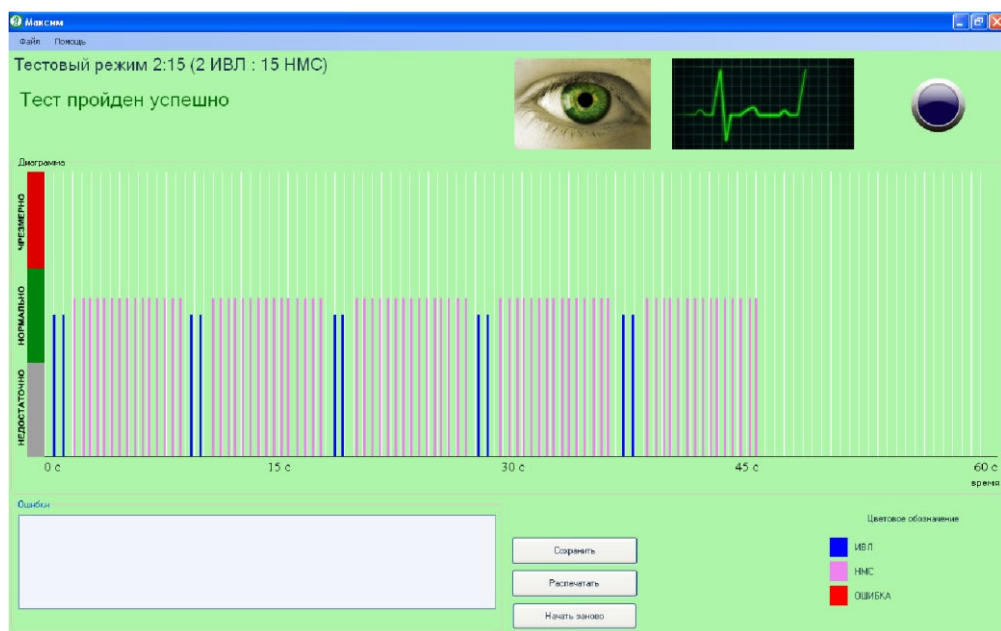 Максим
Файл Помощь
Тестовый режим 2:15 (2 ИВЛ : 15 НМС)
Тест пройден успешно
Диаграмма
ЧРЕЗМЕРНО
НОРМАЛЬНО
НЕДОСТАТОЧНО
0 с 15 с 30 с 45 с 60 с
время
Ошибки
Сохранить
Распечатать
Начать заново
Цветовое обозначение
ИВЛ
НМС
ОШИБКА